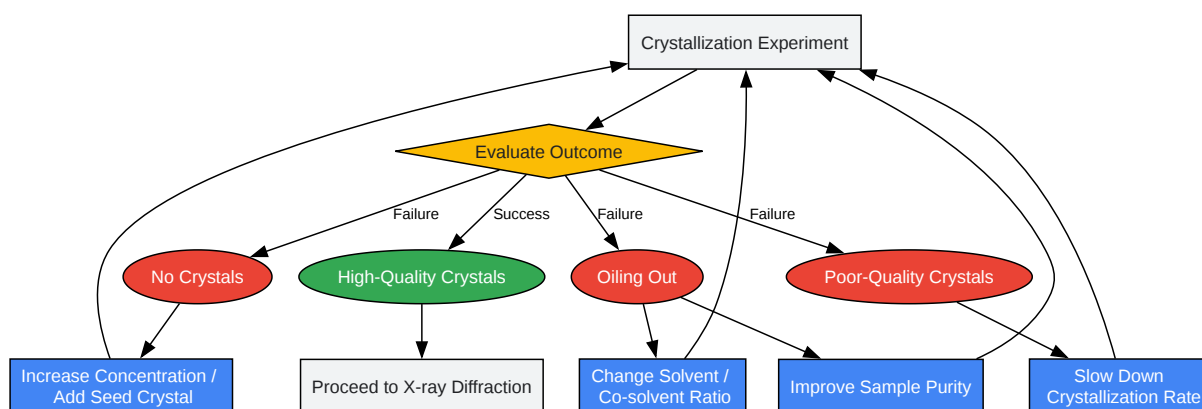 Crystallization Experiment
Evaluate Outcome
Failure
Success
Failure
Failure
No Crystals
High-Quality Crystals
Oiling Out
Poor-Quality Crystals
Increase Concentration /
Add Seed Crystal
Proceed to X-ray Diffraction
Change Solvent /
Co-solvent Ratio
Improve Sample Purity
Slow Down
Crystallization Rate